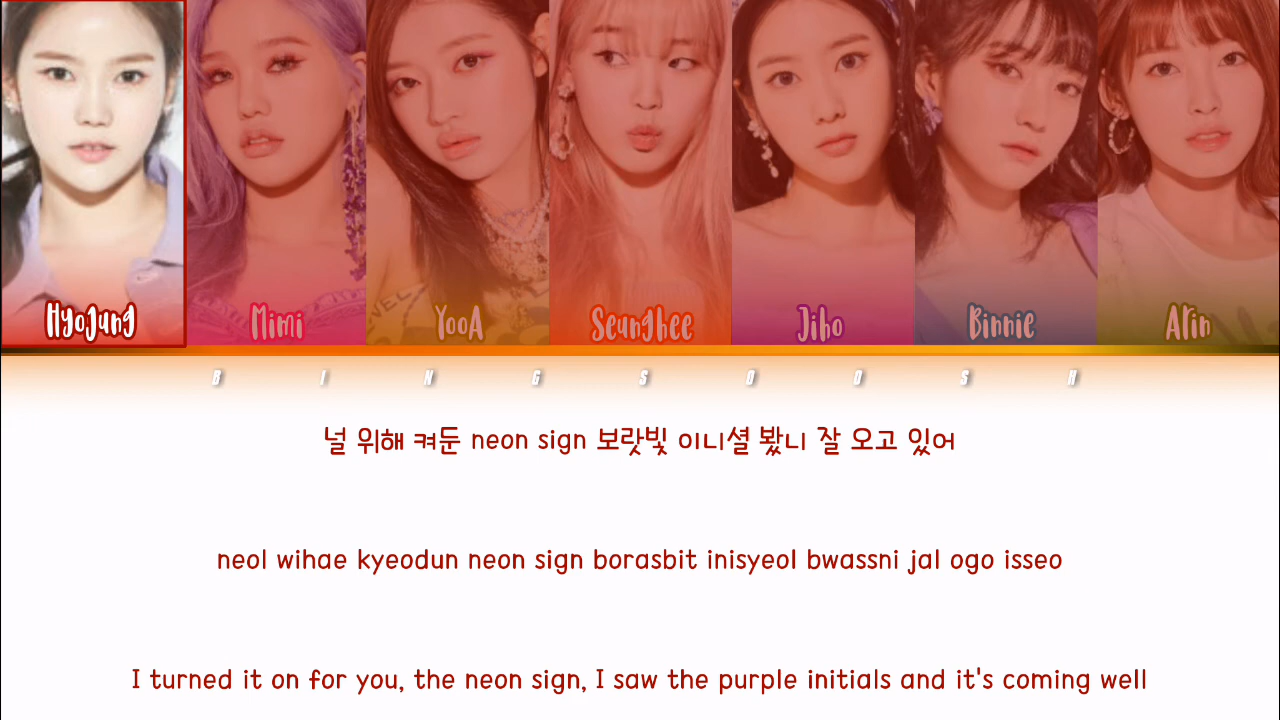 HyoJung Mimi YooA Seunghee Jiho Binnie Arin
B I N G S O O S H
널 위해 켜둔 neon sign 보랏빛 이니셜 봤니 잘 오고 있어
neol wihae kyeodun neon sign borasbit inisyeol bwassni jal ogo isseo
I turned it on for you, the neon sign, I saw the purple initials and it's coming well